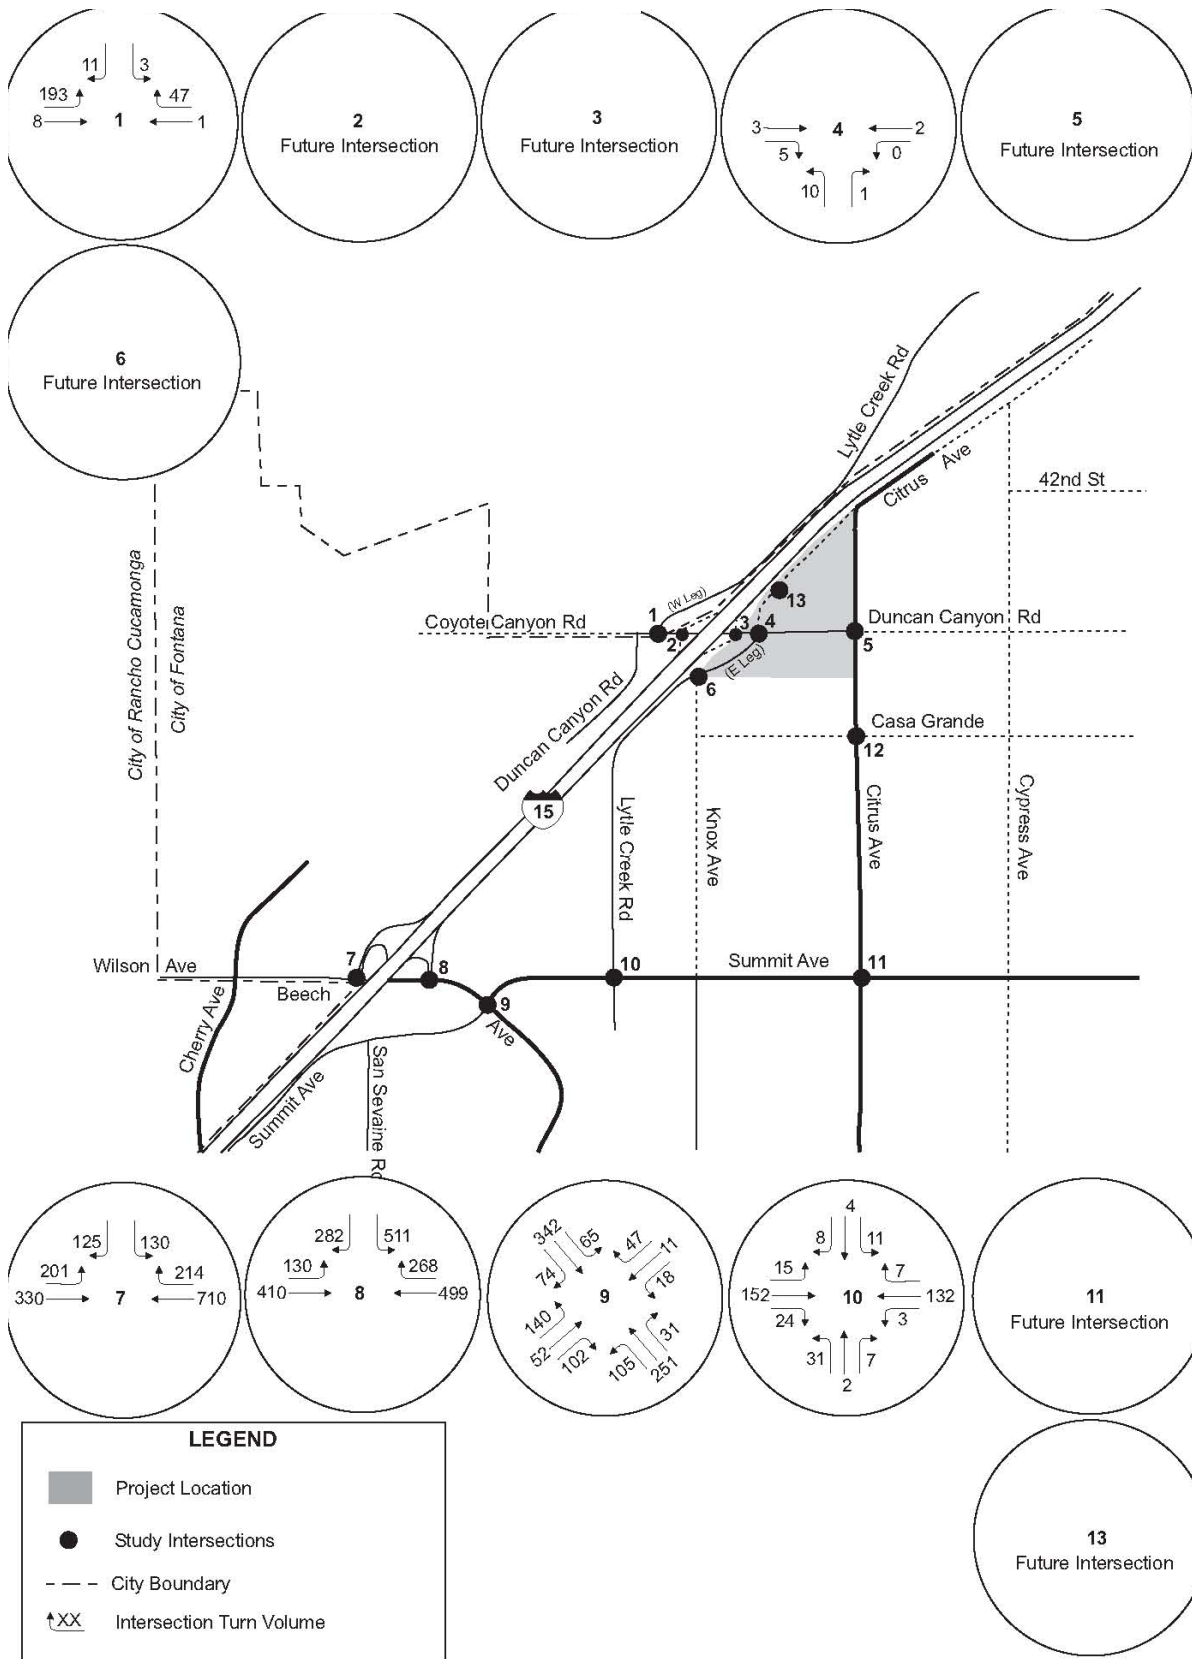 11 3
193 47
8 1 1
2
Future Intersection
3
Future Intersection
3 4 2
5 0
10 1
5
Future Intersection
6
Future Intersection
Lytle Creek Rd
Citrus Ave
42nd St
City of Rancho Cucamonga
City of Fontana
Coyote Canyon Rd
1
(W Leg)
2
3
4
13
Duncan Canyon Rd
5
(E Leg)
6
Duncan Canyon Rd
Casa Grande
12
15
Lytle Creek Rd
Knox Ave
Citrus Ave
Cypress Ave
Wilson Ave
7
8
Beech
9
Ave
10
Summit Ave
11
Cherry Ave
Summit Ave
San Sevaine Rd
125 130
201 214
330 7 710
282 511
130 268
410 8 499
342 65 47 11
74 18
9
140 31
52 102 105 251
4
8 11
15 7
152 10 132
24 3
31 7
2
11
Future Intersection
13
Future Intersection
LEGEND
Project Location
Study Intersections
City Boundary
XX Intersection Turn Volume